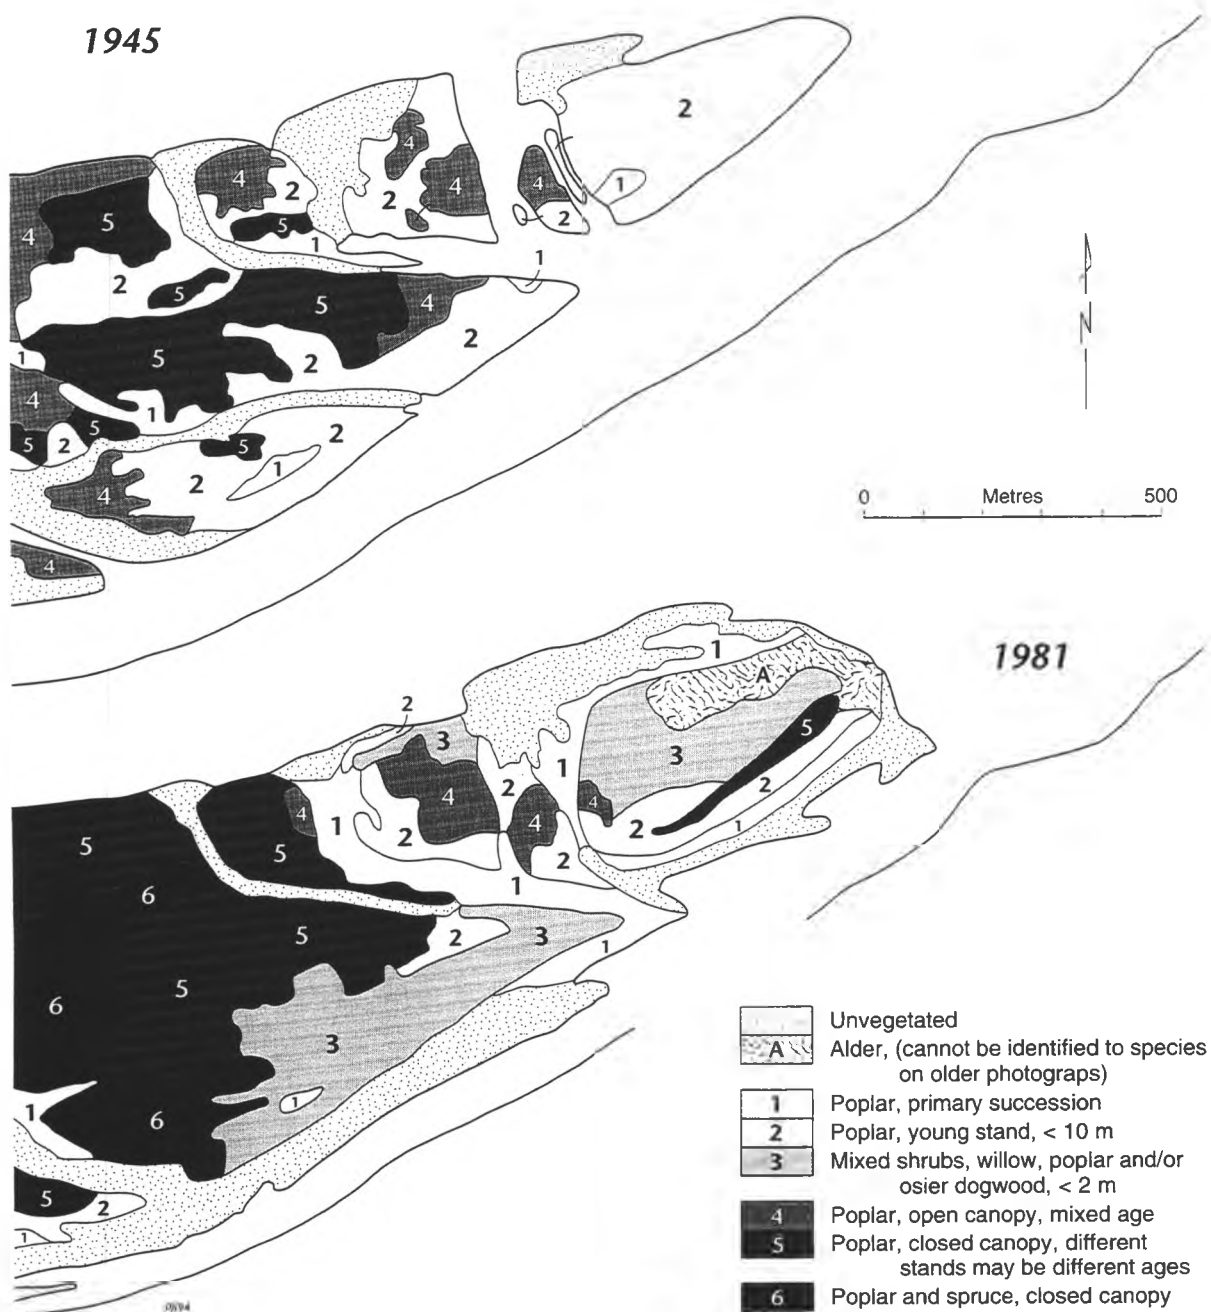 1945
2
4
4 2 4 4 1
5 5 2 2
4 1
2 1
5 5 4
2
1 5 2
4 1
5 2
5 2 5
1
4 2
N
0 Metres 500
4
1 1981
A
2
5
3 3
1
2 2
4 4
4 1 4 2 1
5 2
5 2
6 1
5 2 3 1
5
6
3
1 6 1
5 2
1
Unvegetated
A Alder, (cannot be identified to species
on older photograps)
1 Poplar, primary succession
2 Poplar, young stand, < 10 m
3 Mixed shrubs, willow, poplar and/or
osier dogwood, < 2 m
4 Poplar, open canopy, mixed age
5 Poplar, closed canopy, different
stands may be different ages
6 Poplar and spruce, closed canopy